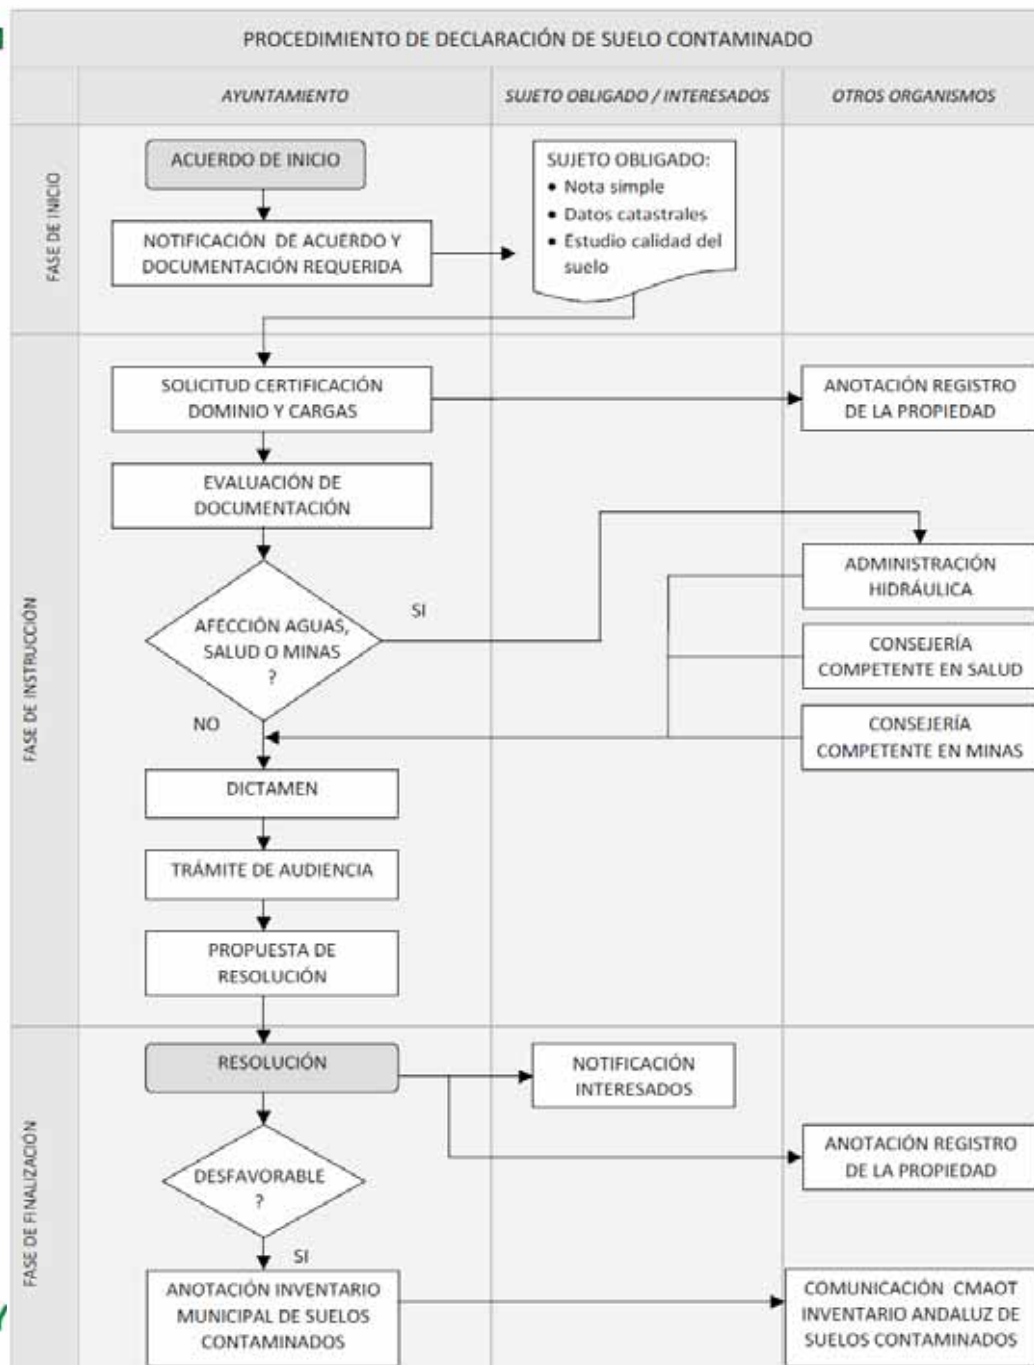 PROCEDIMIENTO DE DECLARACIÓN DE SUELO CONTAMINADO
AYUNTAMIENTO
SUJETO OBLIGADO / INTERESADOS
OTROS ORGANISMOS
FASE DE INICIO
ACUERDO DE INICIO
NOTIFICACIÓN DE ACUERDO Y
DOCUMENTACIÓN REQUERIDA
SUJETO OBLIGADO:
• Nota simple
• Datos catastrales
• Estudio calidad del
suelo
FASE DE INSTRUCCIÓN
SOLICITUD CERTIFICACIÓN
DOMINIO Y CARGAS
ANOTACIÓN REGISTRO
DE LA PROPIEDAD
EVALUACIÓN DE
DOCUMENTACIÓN
AFECCIÓN AGUAS,
SALUD O MINAS
?
SI
NO
ADMINISTRACIÓN
HIDRÁULICA
CONSEJERÍA
COMPETENTE EN SALUD
CONSEJERÍA
COMPETENTE EN MINAS
DICTAMEN
TRÁMITE DE AUDIENCIA
PROPUESTA DE
RESOLUCIÓN
FASE DE FINALIZACIÓN
RESOLUCIÓN
NOTIFICACIÓN
INTERESADOS
ANOTACIÓN REGISTRO
DE LA PROPIEDAD
DESFAVORABLE
?
SI
ANOTACIÓN INVENTARIO
MUNICIPAL DE SUELOS
CONTAMINADOS
COMUNICACIÓN CMAOT
INVENTARIO ANDALUZ DE
SUELOS CONTAMINADOS